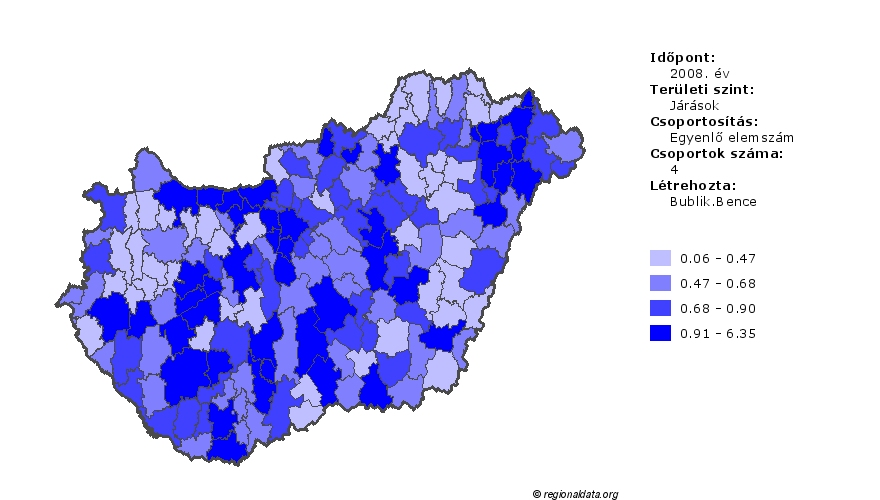 Időpont:
2008. év
Területi szint:
Járások
Csoportosítás:
Egyenlő elemszám
Csoportok száma:
4
Létrehozta:
Bublik.Bence
0.06 – 0.47
0.47 – 0.68
0.68 – 0.90
0.91 – 6.35
© regionaldata.org